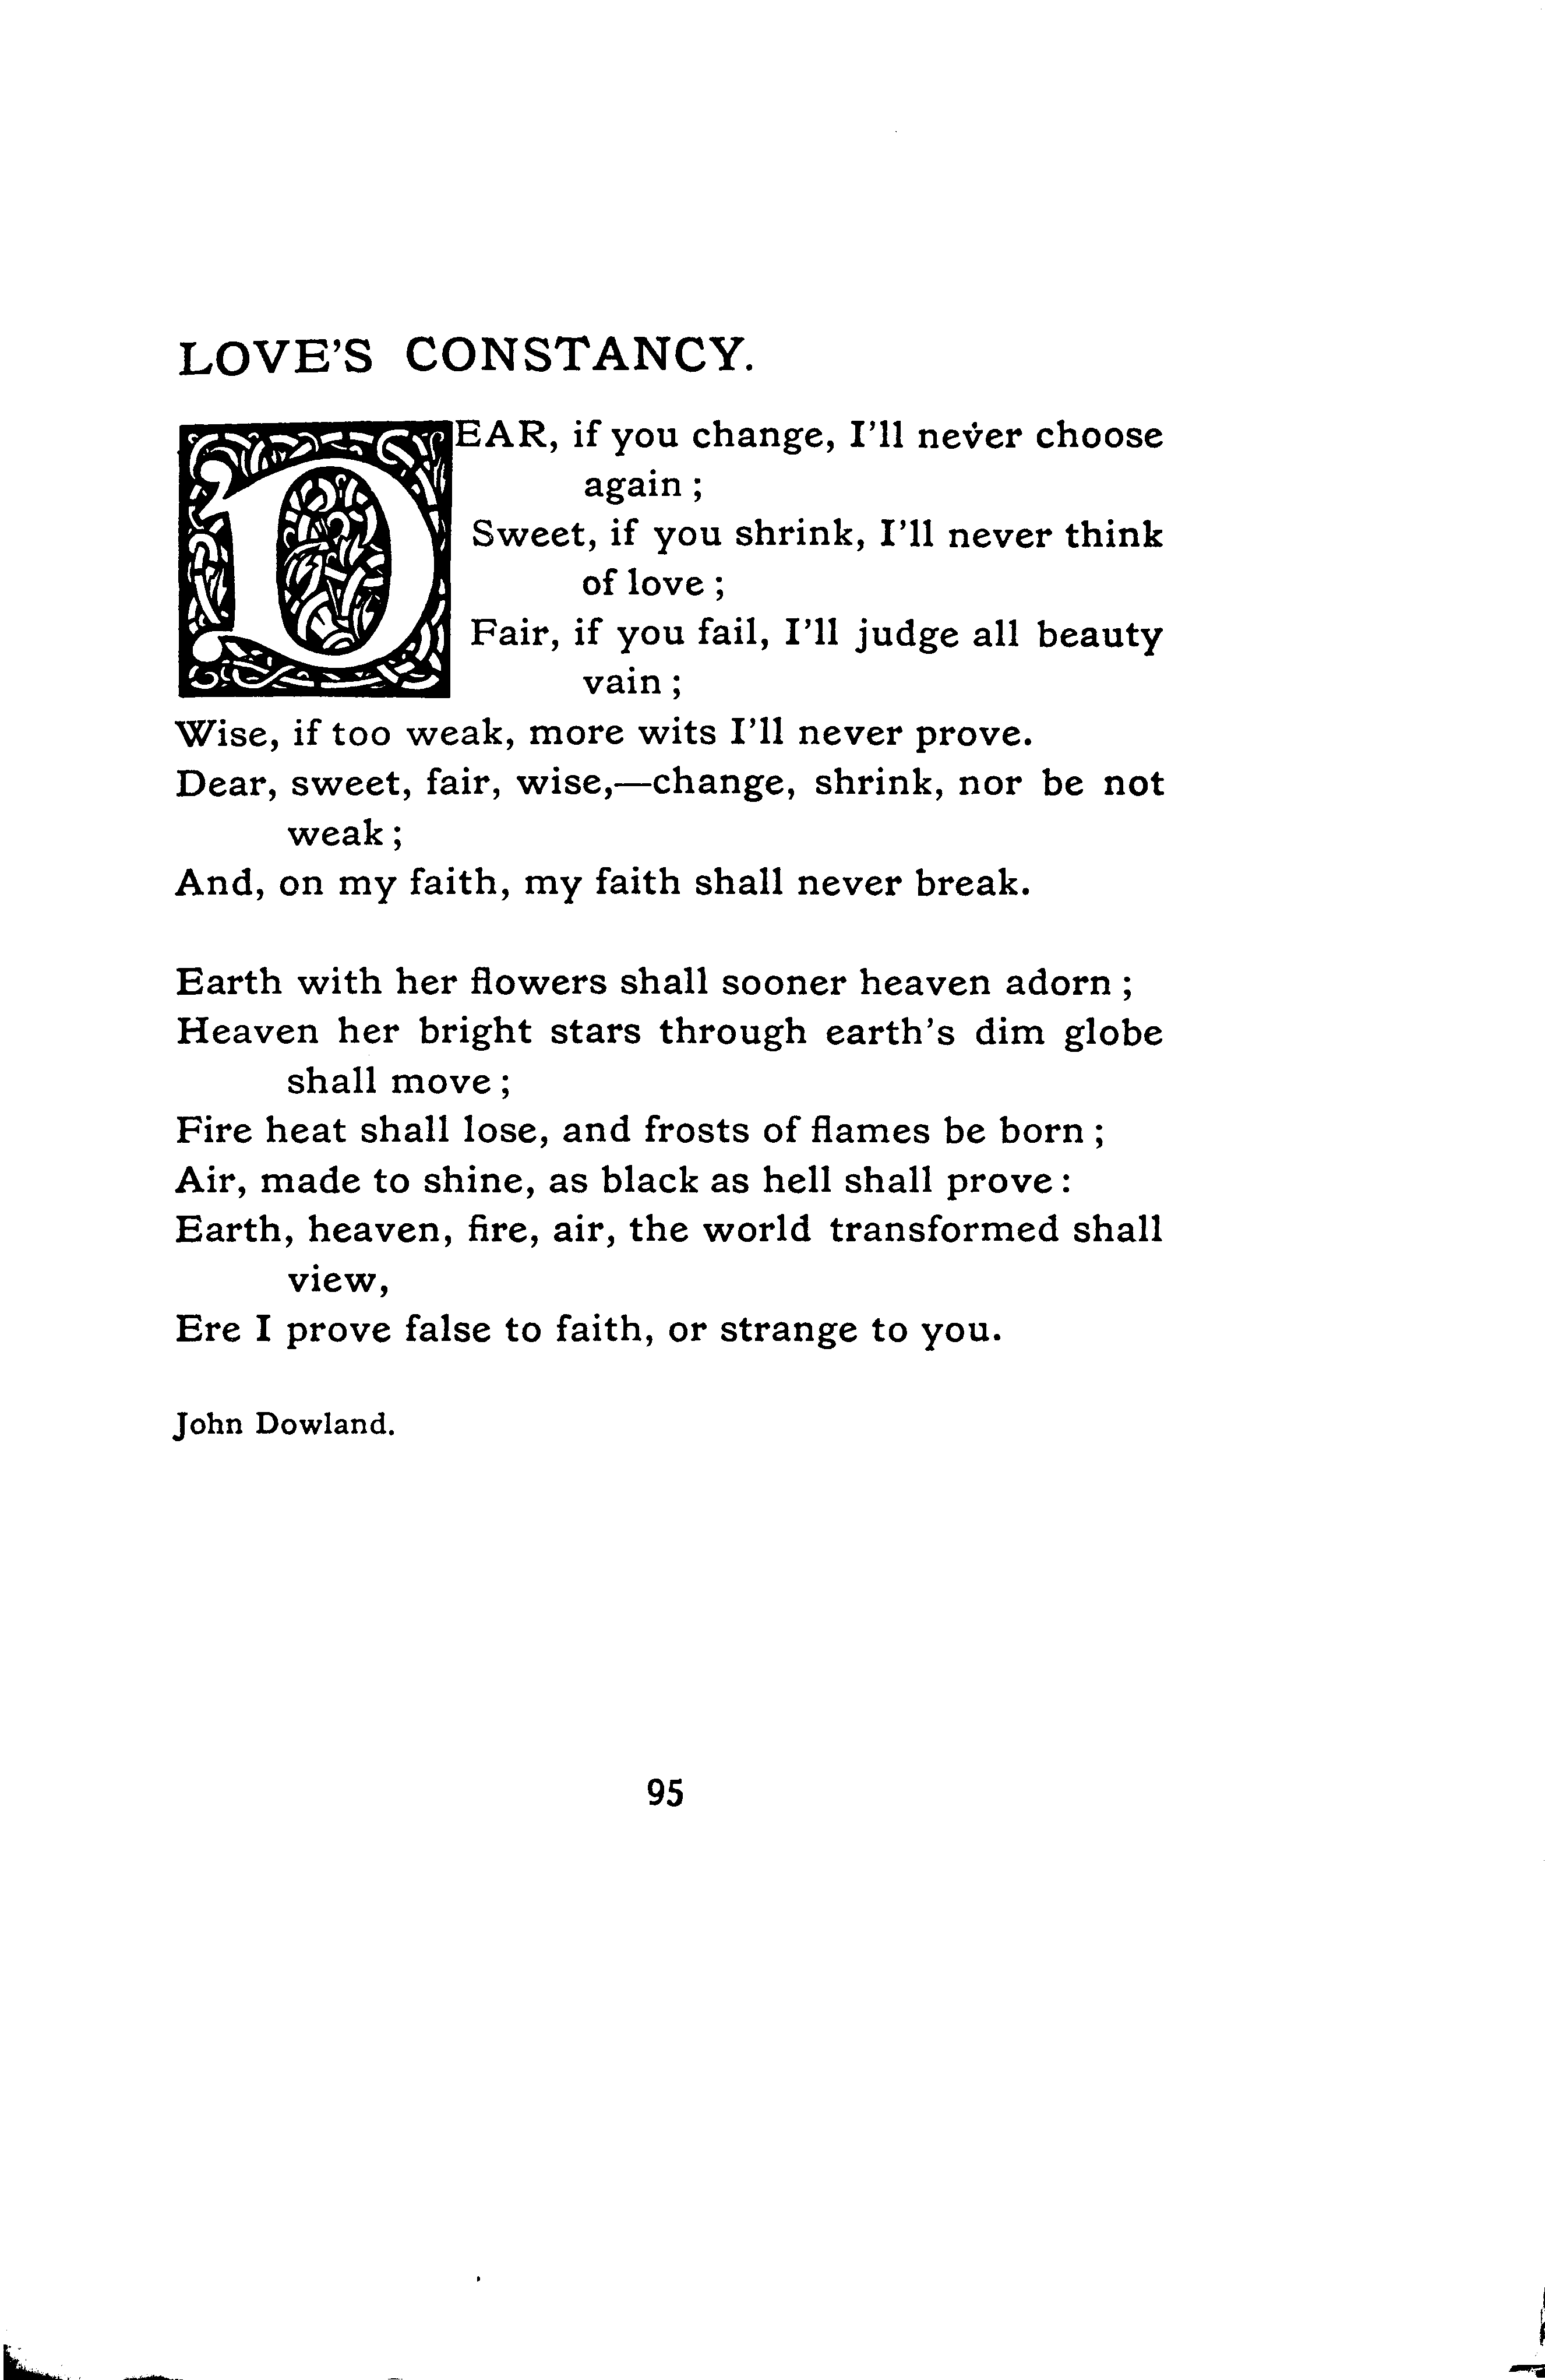 LOVE'S CONSTANCY.
DEAR, if you change, I'll never choose
again ;
Sweet, if you shrink, I'll never think
of love ;
Fair, if you fail, I'll judge all beauty
vain ;
Wise, if too weak, more wits I'll never prove.
Dear, sweet, fair, wise,—change, shrink, nor be not
weak ;
And, on my faith, my faith shall never break.
Earth with her flowers shall sooner heaven adorn ;
Heaven her bright stars through earth's dim globe
shall move ;
Fire heat shall lose, and frosts of flames be born ;
Air, made to shine, as black as hell shall prove :
Earth, heaven, fire, air, the world transformed shall
view,
Ere I prove false to faith, or strange to you.
John Dowland.
95